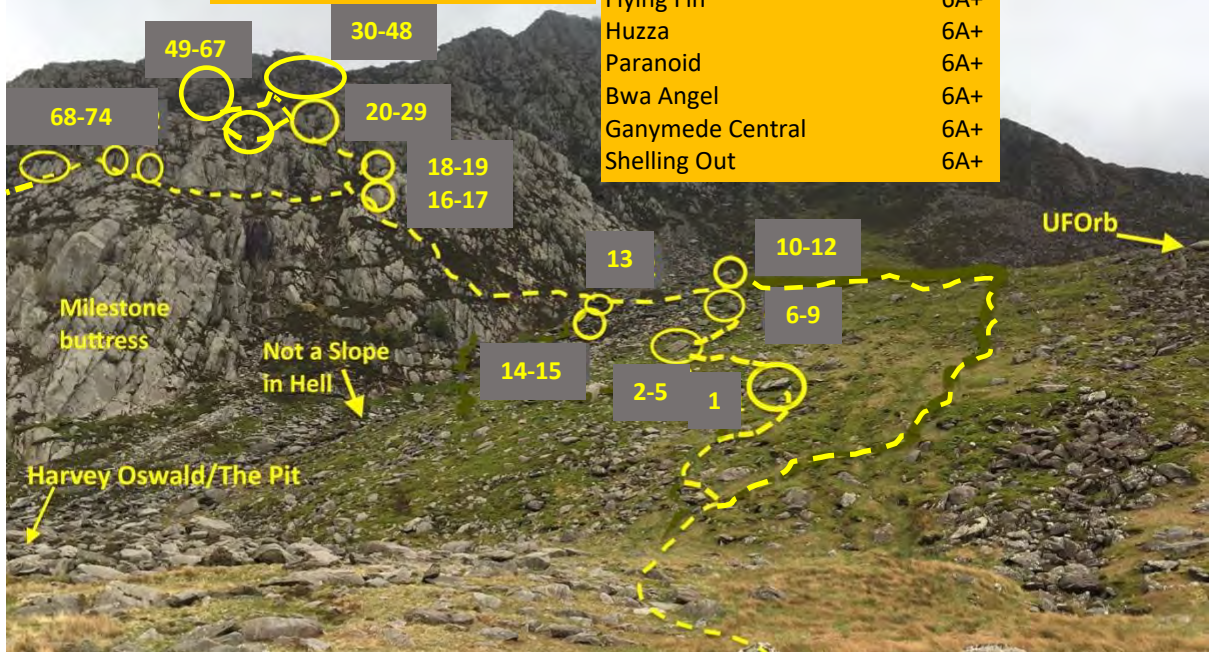 Flying 6A+
Huzza 6A+
Paranoid 6A+
Bwa Angel 6A+
Ganymede Central 6A+
Shelling Out 6A+
30-48
49-67
68-74
20-29
18-19
16-17
UFOrb
10-12
13
6-9
Milestone
buttress
Not a Slope
in Hell
14-15
2-5
1
Harvey Oswald/The Pit